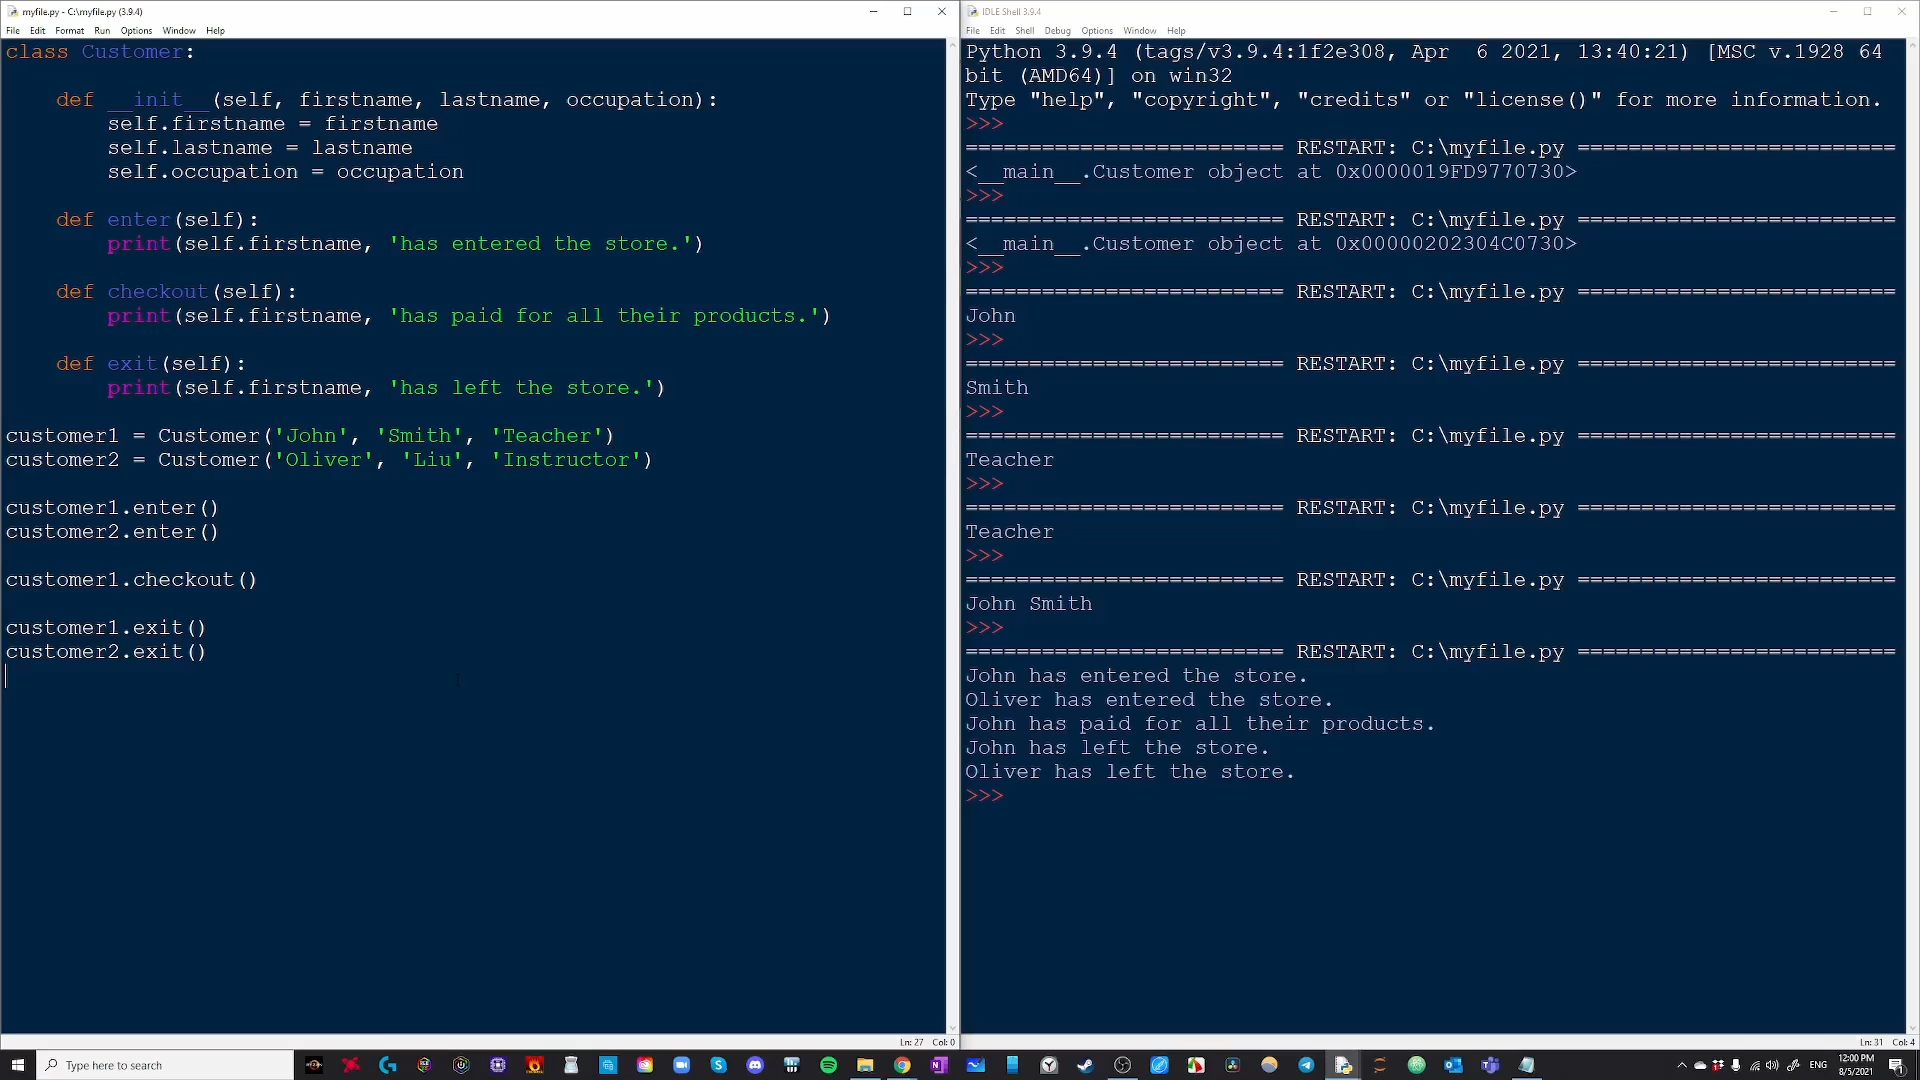 myfile.py - C:\myfile.py (3.9.4)
File Edit Format Run Options Window Help
class Customer:
    def __init__(self, firstname, lastname, occupation):
        self.firstname = firstname
        self.lastname = lastname
        self.occupation = occupation
    def enter(self):
        print(self.firstname, 'has entered the store.')
    def checkout(self):
        print(self.firstname, 'has paid for all their products.')
    def exit(self):
        print(self.firstname, 'has left the store.')
customer1 = Customer('John', 'Smith', 'Teacher')
customer2 = Customer('Oliver', 'Liu', 'Instructor')
customer1.enter()
customer2.enter()
customer1.checkout()
customer1.exit()
customer2.exit()
Ln: 27 Col: 0
IDLE Shell 3.9.4
File Edit Shell Debug Options Window Help
Python 3.9.4 (tags/v3.9.4:1f2e308, Apr  6 2021, 13:40:21) [MSC v.1928 64
bit (AMD64)] on win32
Type "help", "copyright", "credits" or "license()" for more information.
>>>
========================= RESTART: C:\myfile.py =========================
<__main__.Customer object at 0x0000019FD9770730>
>>>
========================= RESTART: C:\myfile.py =========================
<__main__.Customer object at 0x00000202304C0730>
>>>
========================= RESTART: C:\myfile.py =========================
John
>>>
========================= RESTART: C:\myfile.py =========================
Smith
>>>
========================= RESTART: C:\myfile.py =========================
Teacher
>>>
========================= RESTART: C:\myfile.py =========================
Teacher
>>>
========================= RESTART: C:\myfile.py =========================
John Smith
>>>
========================= RESTART: C:\myfile.py =========================
John has entered the store.
Oliver has entered the store.
John has paid for all their products.
John has left the store.
Oliver has left the store.
>>>
Ln: 31 Col: 4
Type here to search
ENG
12:00 PM
8/5/2021